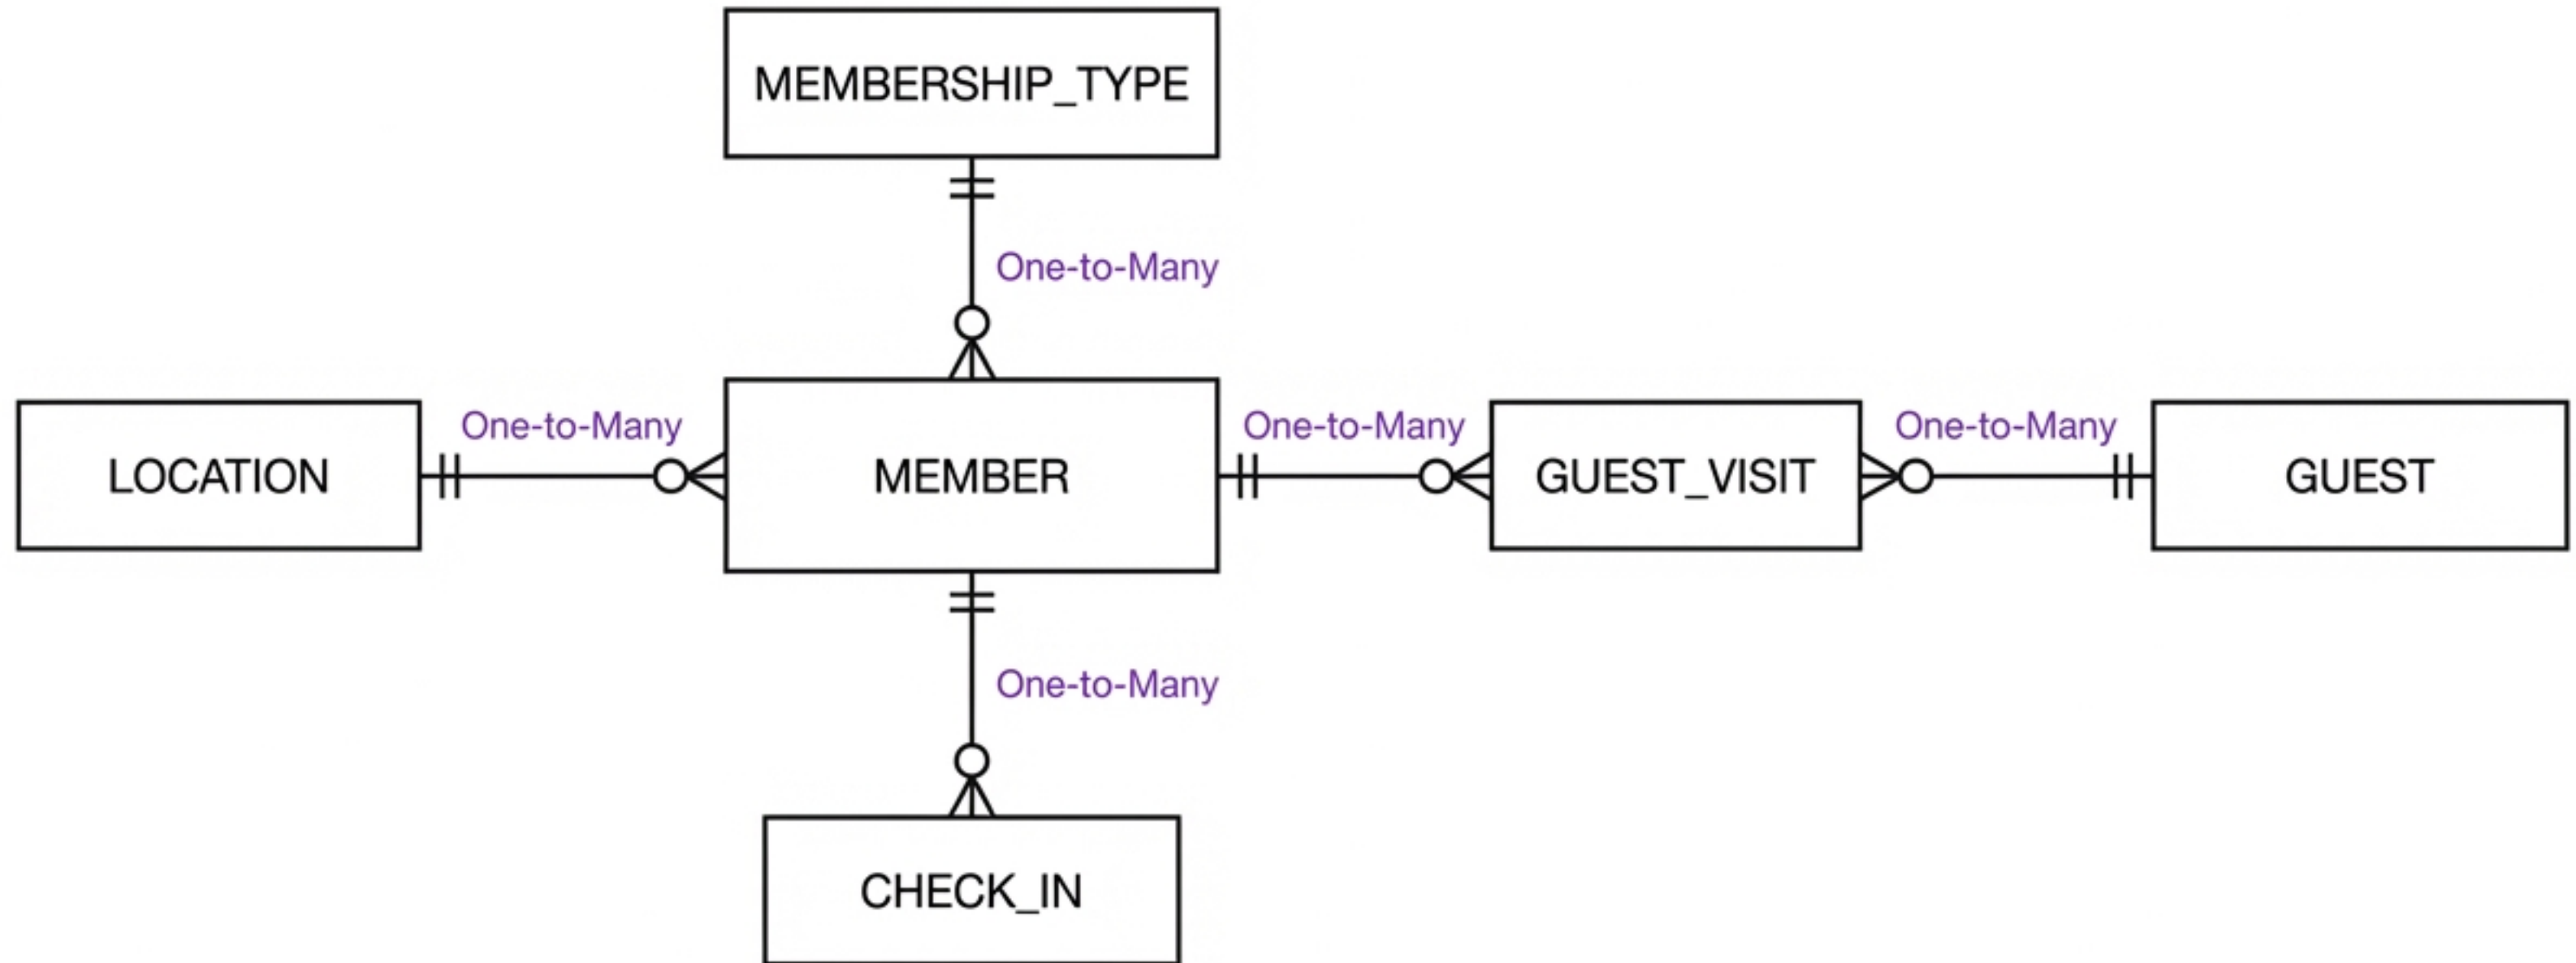 MEMBERSHIP_TYPE
One-to-Many
LOCATION
One-to-Many
MEMBER
One-to-Many
GUEST_VISIT
One-to-Many
GUEST
One-to-Many
CHECK_IN